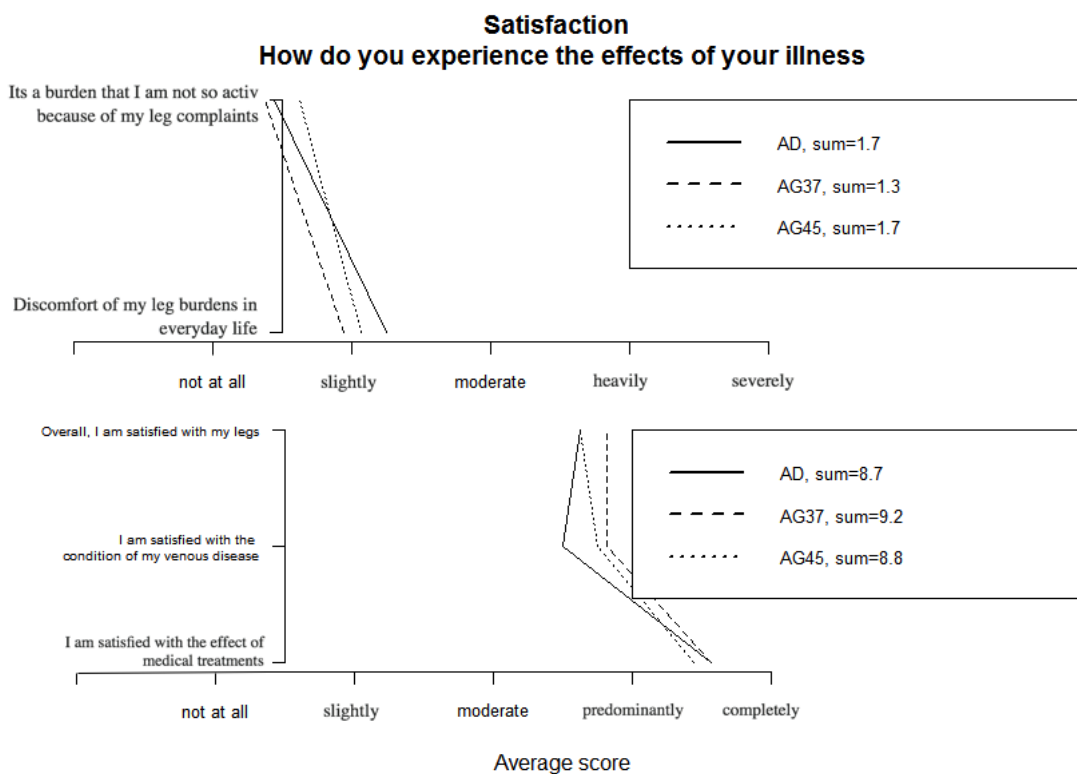 Satisfaction
How do you experience the effects of your illness
Its a burden that I am not so activ
because of my leg complaints
AD, sum=1.7
AG37, sum=1.3
AG45, sum=1.7
Discomfort of my leg burdens in
everyday life
not at all slightly moderate heavily severely
Overall, I am satisfied with my legs
AD, sum=8.7
AG37, sum=9.2
I am satisfied with the
condition of my venous disease
AG45, sum=8.8
I am satisfied with the effect of
medical treatments
not at all slightly moderate predominantly completely
Average score